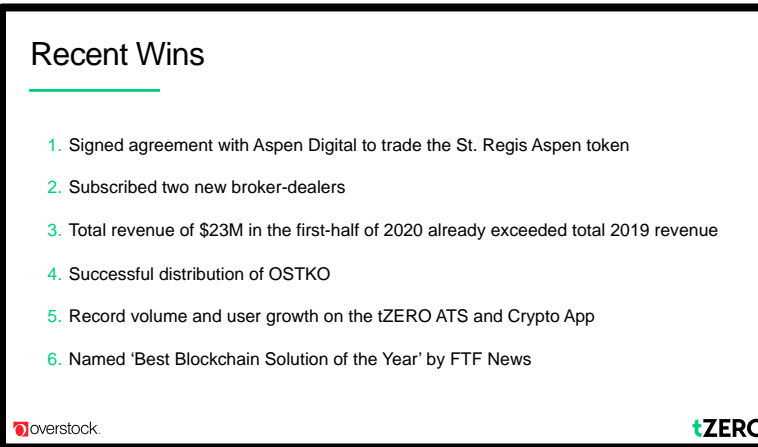 Recent Wins
1. Signed agreement with Aspen Digital to trade the St. Regis Aspen token
2. Subscribed two new broker-dealers
3. Total revenue of $23M in the first-half of 2020 already exceeded total 2019 revenue
4. Successful distribution of OSTKO
5. Record volume and user growth on the tZERO ATS and Crypto App
6. Named ‘Best Blockchain Solution of the Year’ by FTF News
overstock.
tZERO